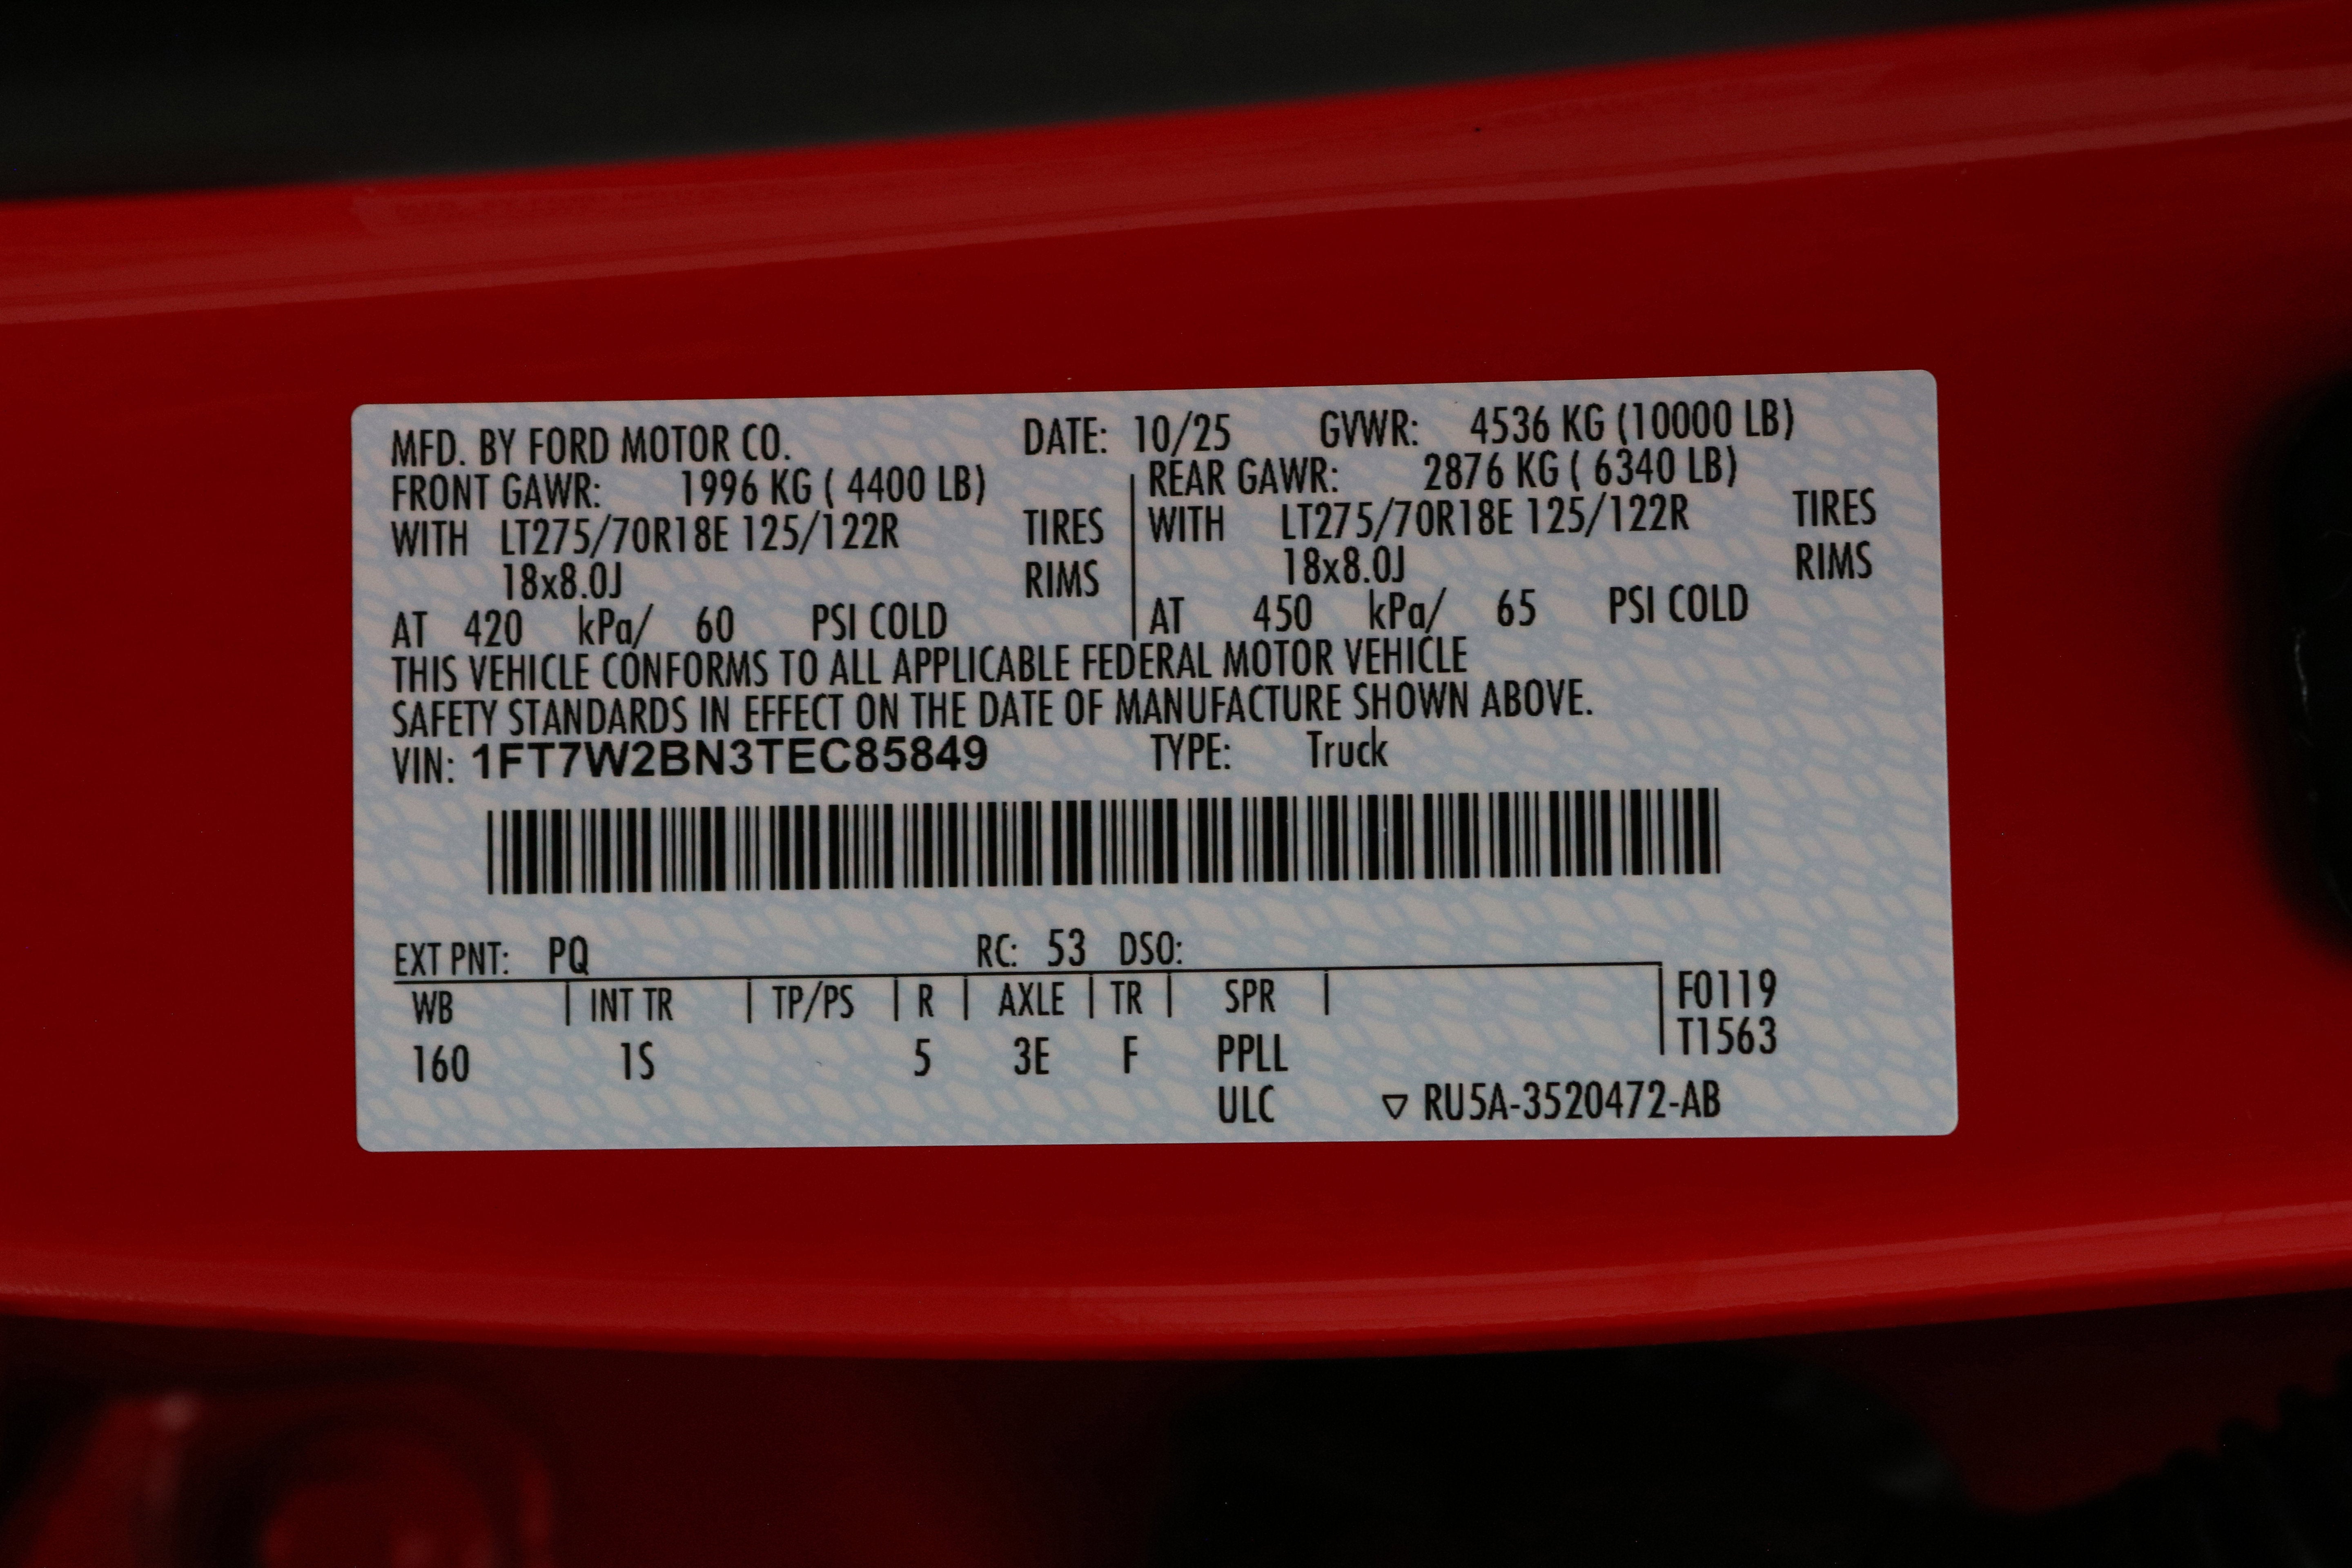 MFD. BY FORD MOTOR CO. DATE: 10/25 GVWR: 4536 KG (10000 LB)
FRONT GAWR: 1996 KG ( 4400 LB) REAR GAWR: 2876 KG ( 6340 LB)
WITH LT275/70R18E 125/122R TIRES WITH LT275/70R18E 125/122R TIRES
18x8.0J RIMS 18x8.0J RIMS
AT 420 kPa/ 60 PSI COLD AT 450 kPa/ 65 PSI COLD
THIS VEHICLE CONFORMS TO ALL APPLICABLE FEDERAL MOTOR VEHICLE
SAFETY STANDARDS IN EFFECT ON THE DATE OF MANUFACTURE SHOWN ABOVE.
VIN: 1FT7W2BN3TEC85849 TYPE: Truck
EXT PNT: PQ RC: 53 DSO:
WB | INT TR | TP/PS | R | AXLE | TR | SPR | F0119
T1563
160 1S 5 3E F PPLL
ULC ▽ RU5A-3520472-AB